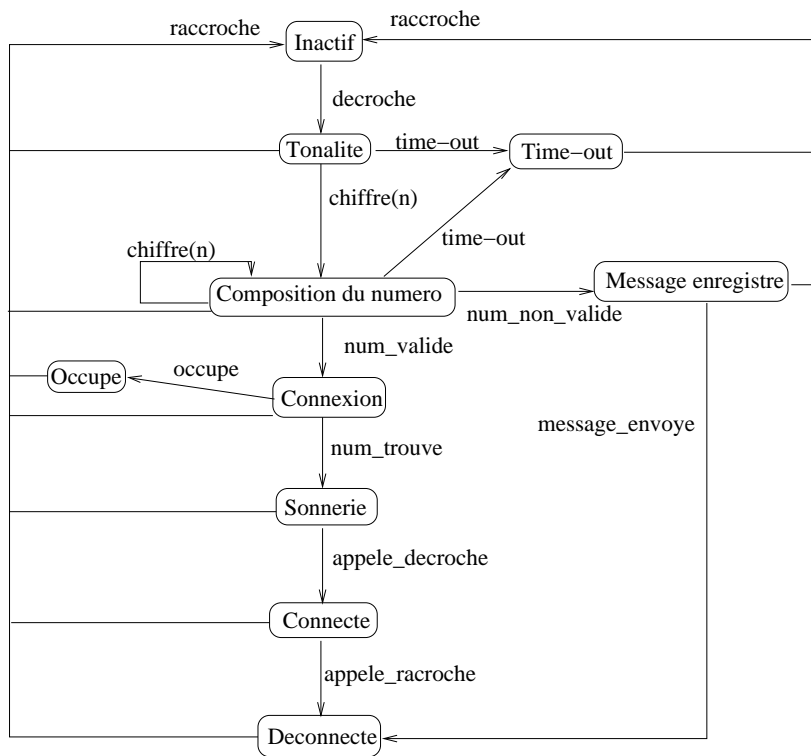 raccroche
raccroche
Inactif
decroche
Tonalite
time−out
Time−out
chiffre(n)
time−out
chiffre(n)
Composition du numero
Message enregistre
num_non_valide
num_valide
occupe
Occupe
Connexion
message_envoye
num_trouve
Sonnerie
appele_decroche
Connecte
appele_racroche
Deconnecte